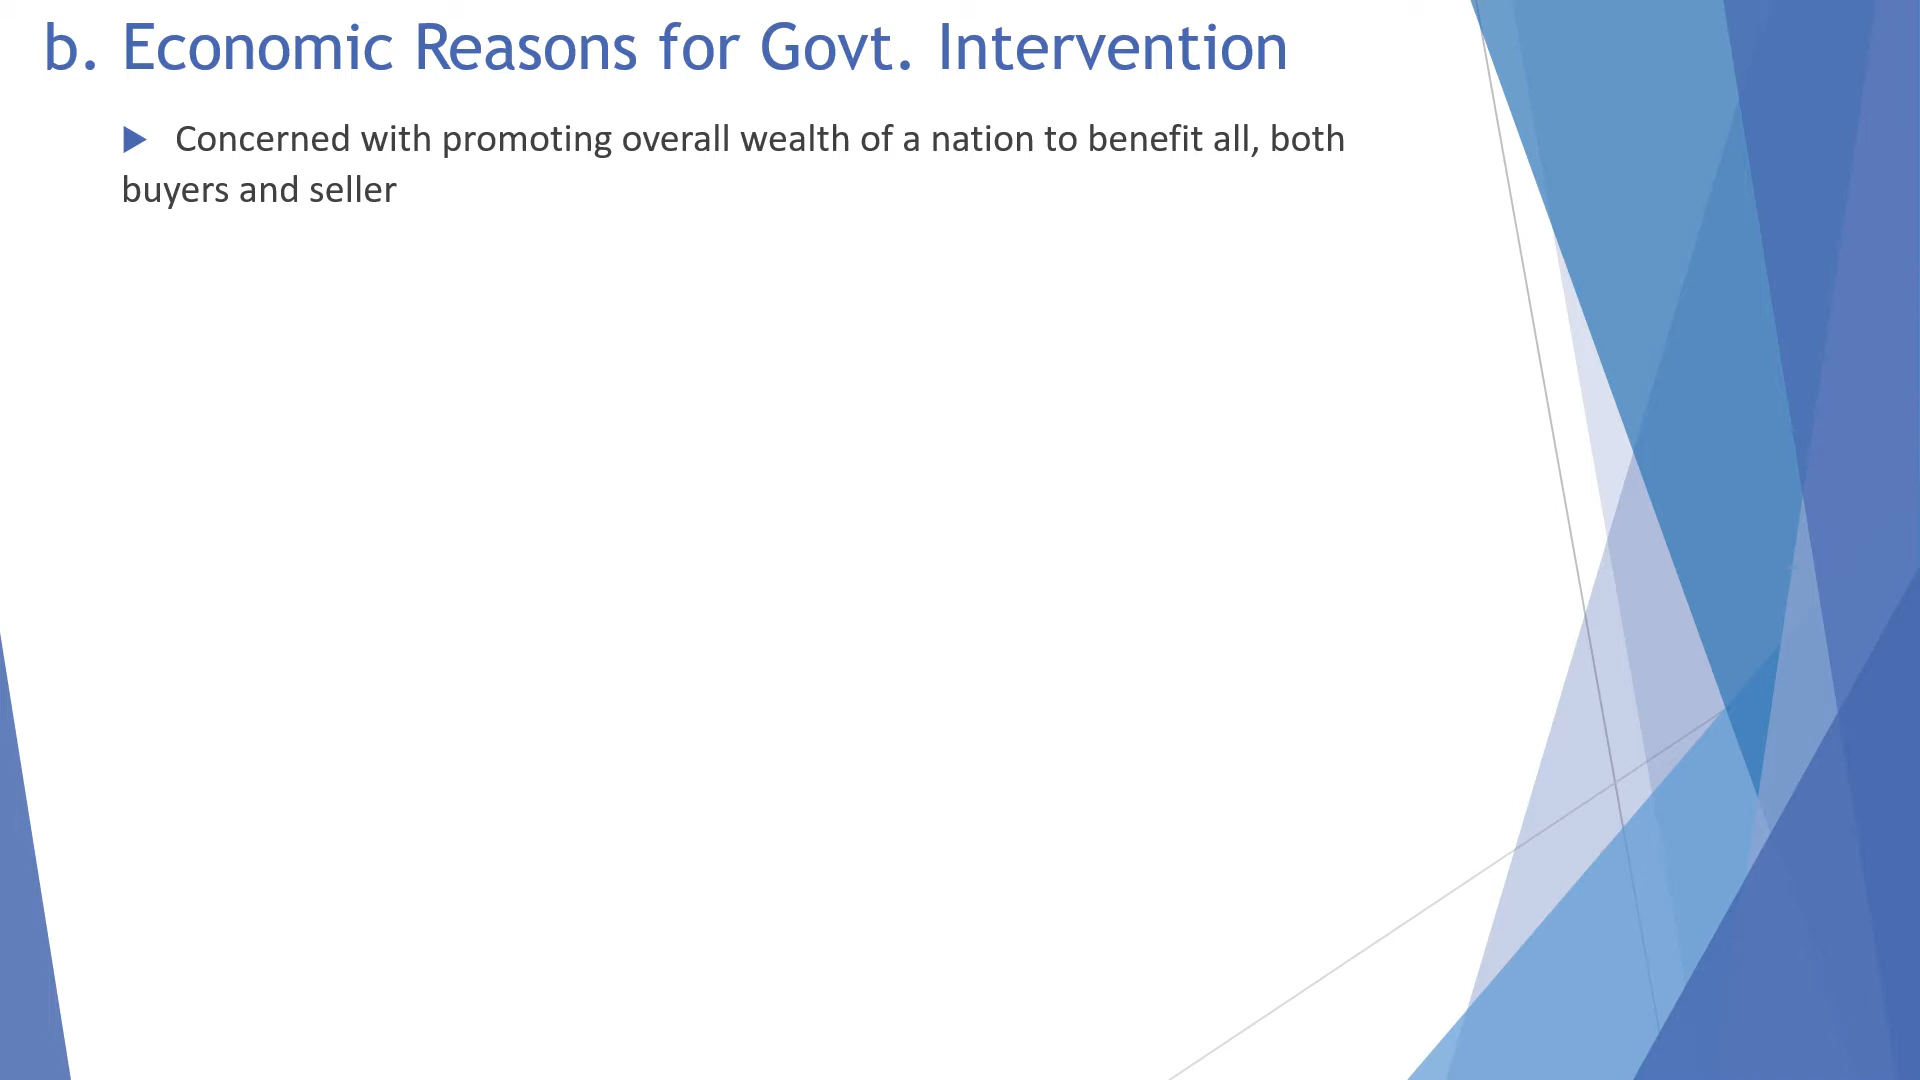 b. Economic Reasons for Govt. Intervention
Concerned with promoting overall wealth of a nation to benefit all, both
buyers and seller